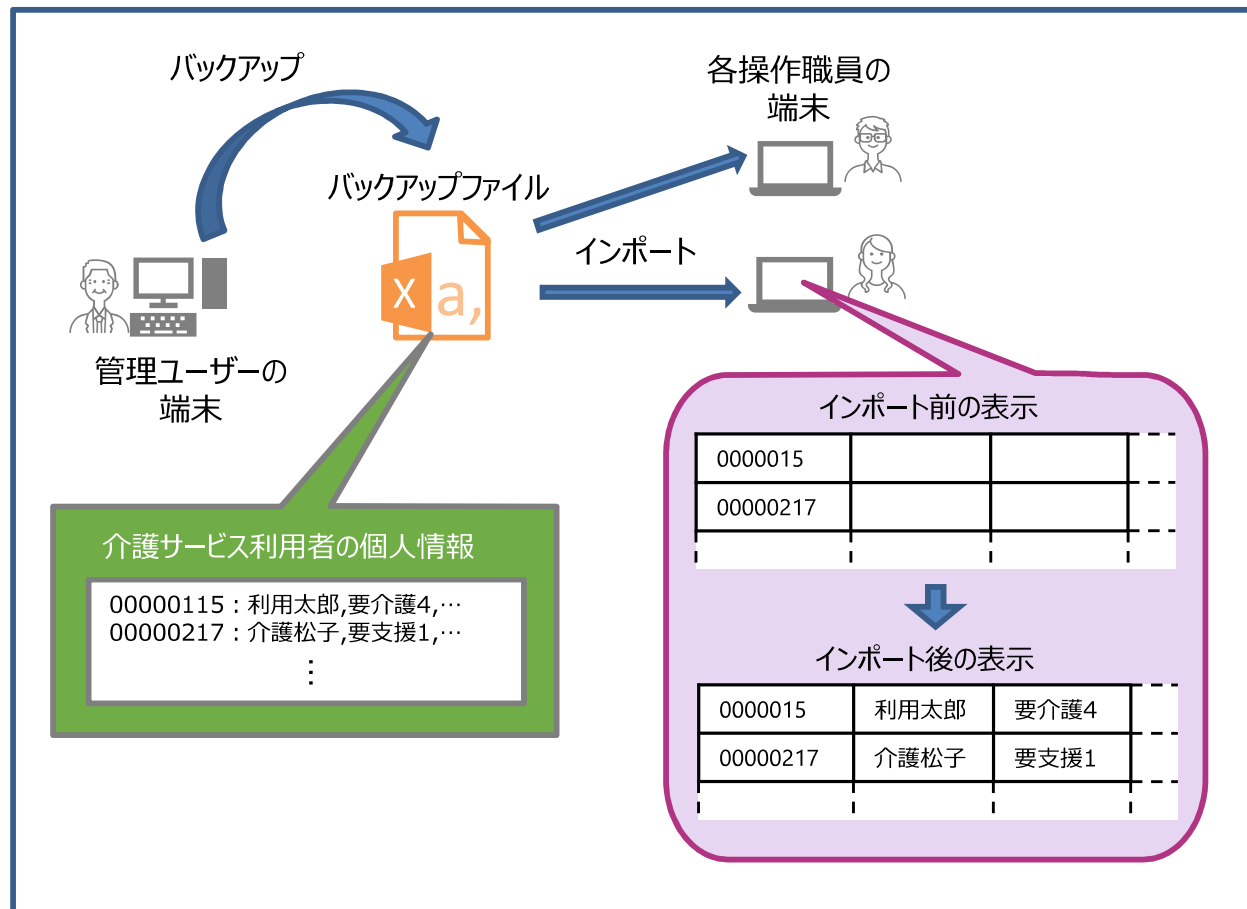 バックアップ
各操作職員の
端末
バックアップファイル
インポート
X a,
管理ユーザーの
端末
インポート前の表示
0000015
00000217
介護サービス利用者の個人情報
00000115：利用太郎,要介護4,…
00000217：介護松子,要支援1,…
⋮
インポート後の表示
0000015 利用太郎 要介護4
00000217 介護松子 要支援1